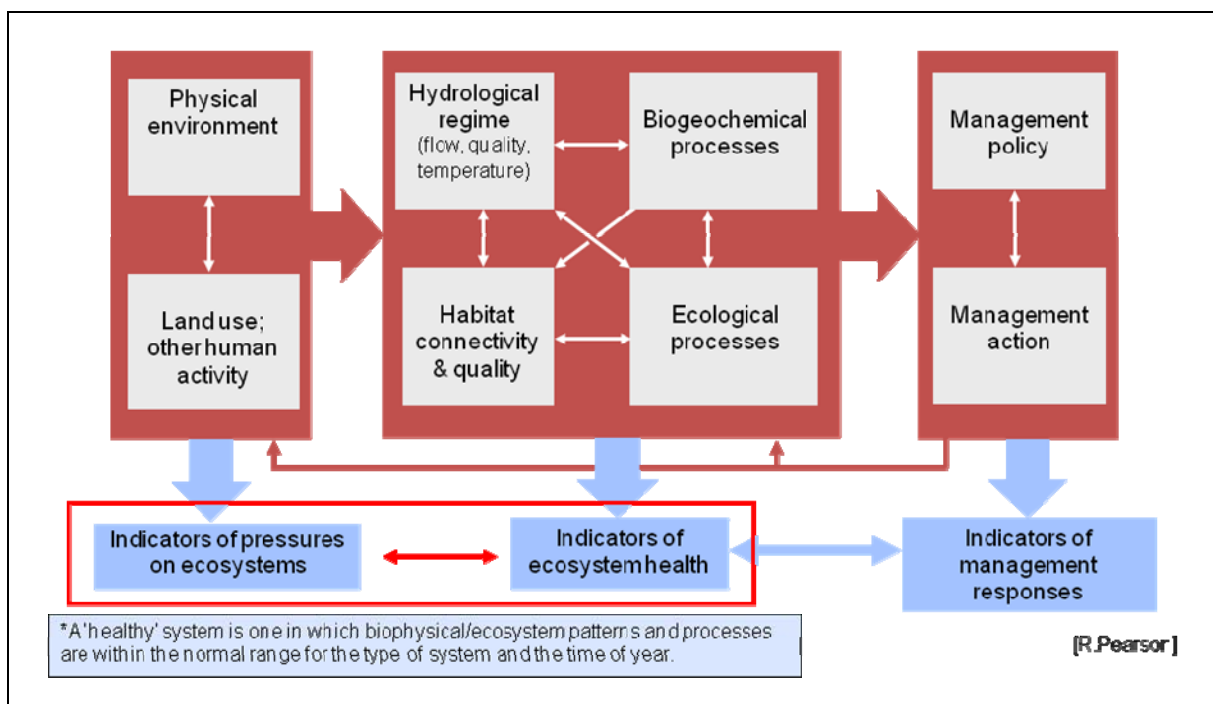 Physical
environment
Land use;
other human
activity
Hydrological
regime
(flow, quality,
temperature)
Biogeochemical
processes
Habitat
connectivity
& quality
Ecological
processes
Management
policy
Management
action
Indicators of pressures
on ecosystems
Indicators of
ecosystem health
Indicators of
management
responses
*A 'healthy' system is one in which biophysical/ecosystem patterns and processes
are within the normal range for the type of system and the time of year.
[R.Pearsor]